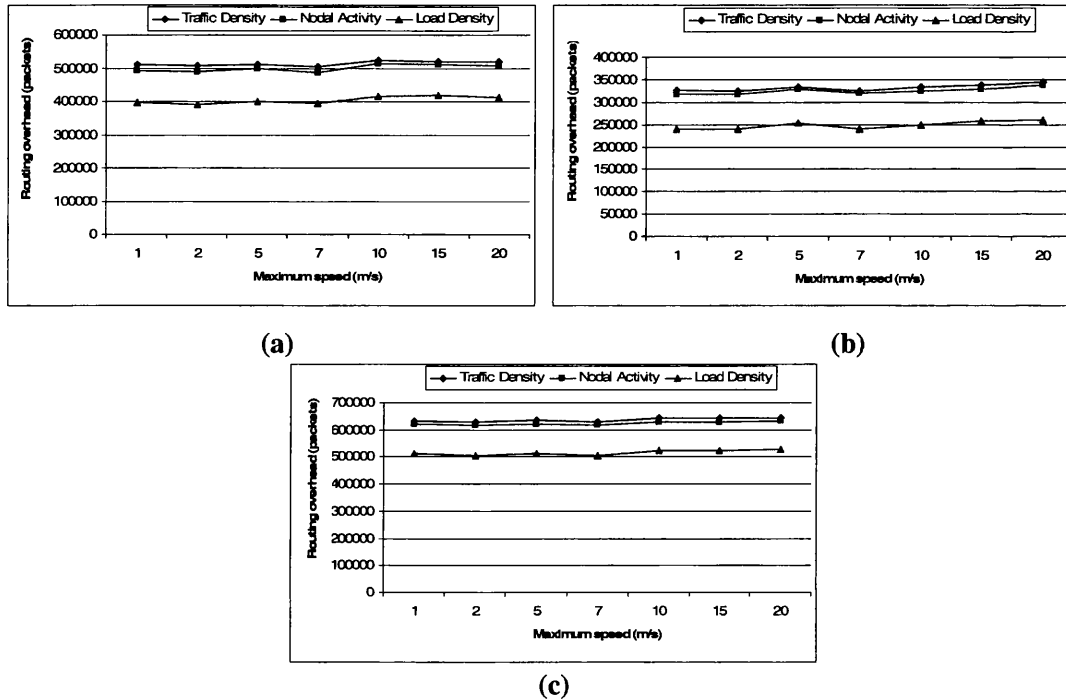 Traffic Density Nodal Activity Load Density
Routing overhead (packets)
600000
500000
400000
300000
200000
100000
0
1 2 5 7 10 15 20
Maximum speed (m/s)
(a)
Traffic Density Nodal Activity Load Density
Routing overhead (packets)
400000
350000
300000
250000
200000
150000
100000
50000
0
1 2 5 7 10 15 20
Maximum speed (m/s)
(b)
Traffic Density Nodal Activity Load Density
Routing overhead (packets)
700000
600000
500000
400000
300000
200000
100000
0
1 2 5 7 10 15 20
Maximum speed (m/s)
(c)